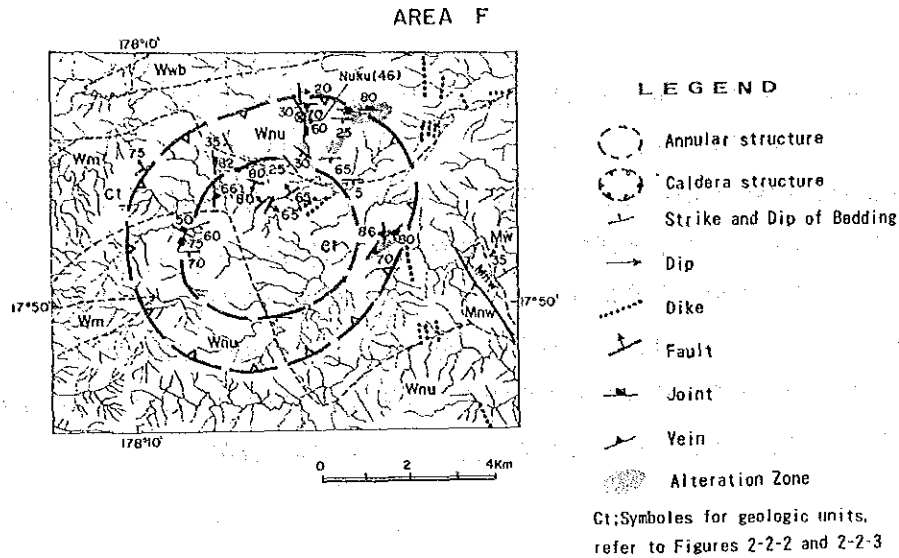 AREA F
178°10'
Wwb
Nuku(46)
20
80
30
70
60
Wnu
25
35
75
Wm
82
30
25
80
65
5
Ct
66
80
65
65
50
60
75
70
Ct
86
80
70
Mw
35
Mnw
17°50'
17°50'
Mnw
Wm
Wnu
Wnu
178°10'
0 2 4Km
LEGEND
Annular structure
Caldera structure
Strike and Dip of Bedding
Dip
Dike
Fault
Joint
Vein
Alteration Zone
Ct;Symboles for geologic units,
refer to Figures 2-2-2 and 2-2-3